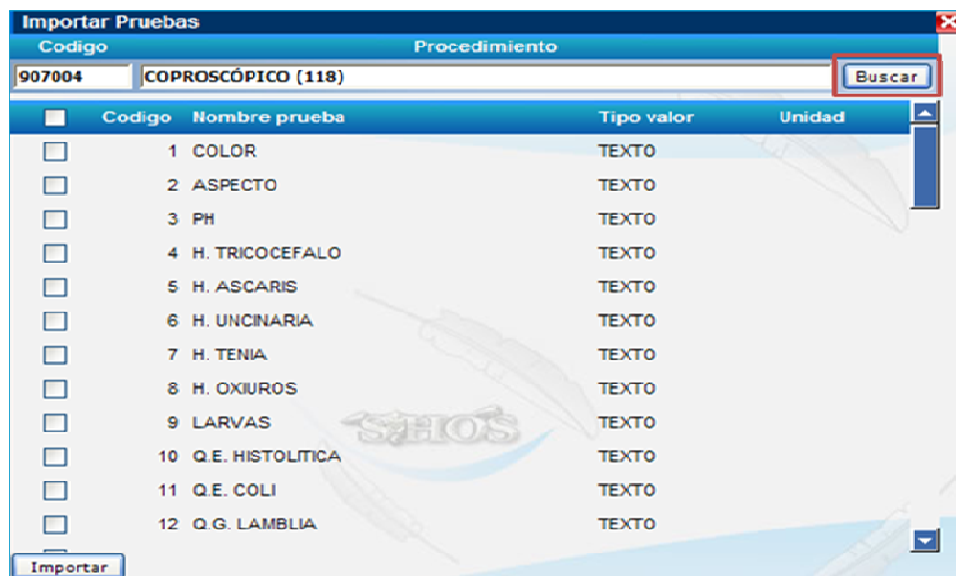 Importar Pruebas
Codigo Procedimiento
907004 COPROSCÓPICO (118) Buscar
Codigo Nombre prueba Tipo valor Unidad
1 COLOR TEXTO
2 ASPECTO TEXTO
3 PH TEXTO
4 H. TRICOCEFALO TEXTO
5 H. ASCARIS TEXTO
6 H. UNCINARIA TEXTO
7 H. TENIA TEXTO
8 H. OXIUROS TEXTO
9 LARVAS TEXTO
10 Q.E. HISTOLITICA TEXTO
11 Q.E. COLI TEXTO
12 Q.G. LAMBLIA TEXTO
Importar